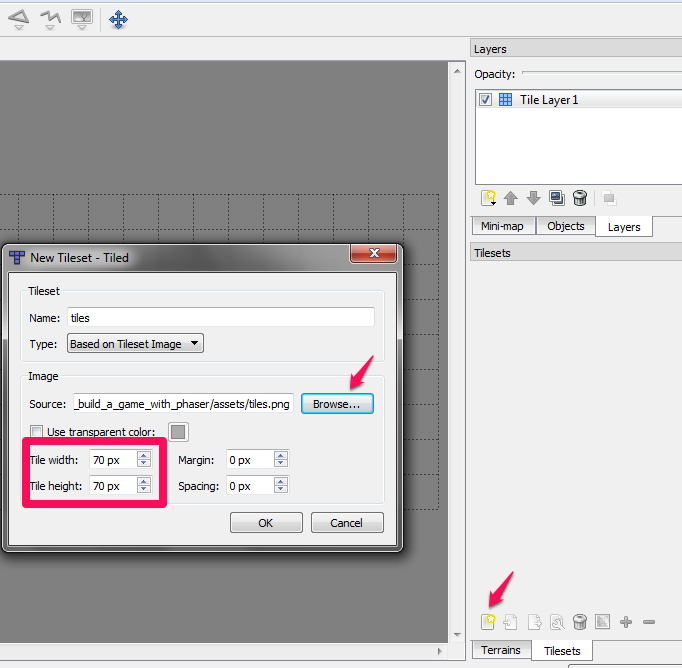 Layers
Opacity:
Tile Layer 1
Mini-map
Objects
Layers
Tilesets
New Tileset - Tiled
Tileset
Name: tiles
Type: Based on Tileset Image
Image
Source: _build_a_game_with_phaser/assets/tiles.png
Browse...
Use transparent color:
Tile width: 70 px
Margin: 0 px
Tile height: 70 px
Spacing: 0 px
OK
Cancel
Terrains
Tilesets